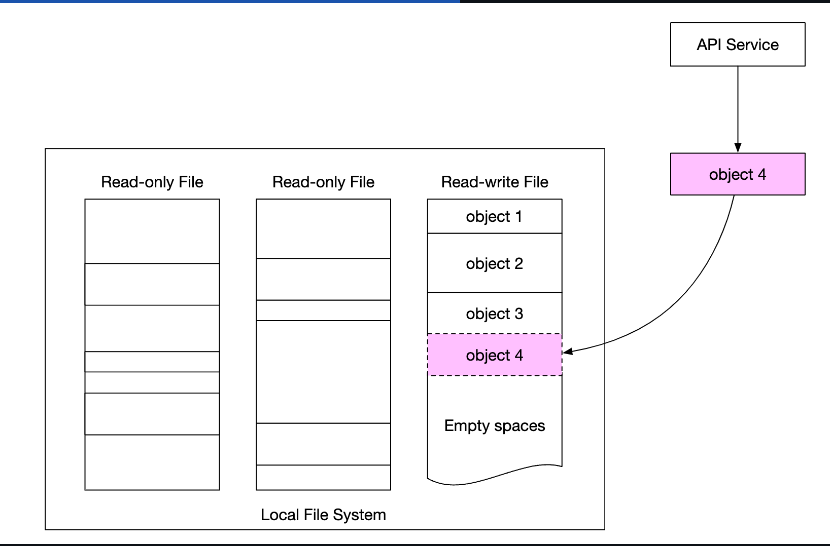 API Service
object 4
Read-only File
Read-only File
Read-write File
object 1
object 2
object 3
object 4
Empty spaces
Local File System